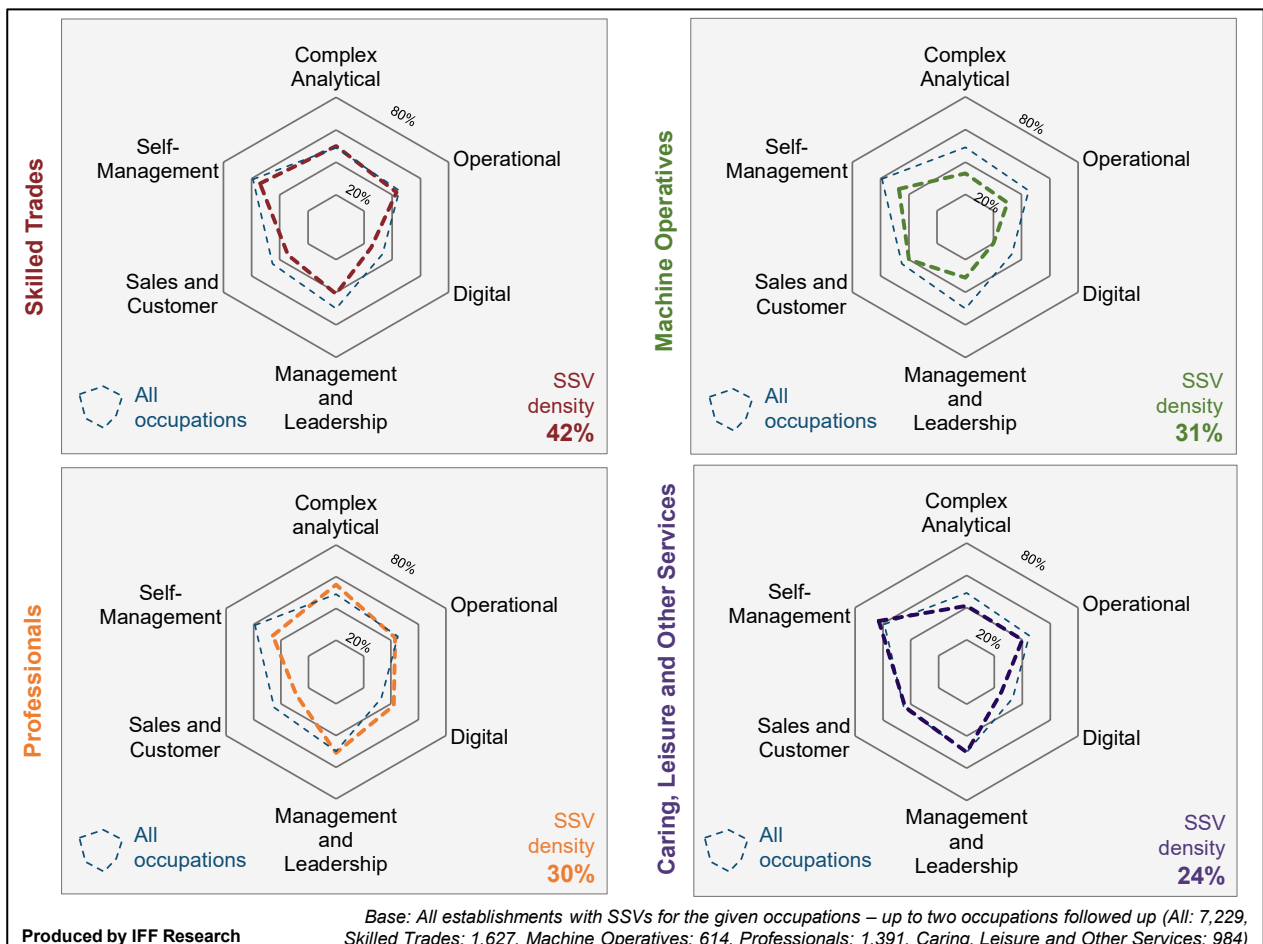 Skilled Trades
Complex
Analytical
80%
Self-
Management
Operational
20%
Sales and
Customer
Digital
Management
and
Leadership
All
occupations
SSV
density
42%
Machine Operatives
Complex
Analytical
80%
Self-
Management
Operational
20%
Sales and
Customer
Digital
Management
and
Leadership
All
occupations
SSV
density
31%
Professionals
Complex
analytical
80%
Self-
Management
Operational
20%
Sales and
Customer
Digital
Management
and
Leadership
All
occupations
SSV
density
30%
Caring, Leisure and Other Services
Complex
Analytical
80%
Self-
Management
Operational
20%
Sales and
Customer
Digital
Management
and
Leadership
All
occupations
SSV
density
24%
Base: All establishments with SSVs for the given occupations – up to two occupations followed up (All: 7,229,
Skilled Trades: 1,627, Machine Operatives: 614, Professionals: 1,391, Caring, Leisure and Other Services: 984)
Produced by IFF Research